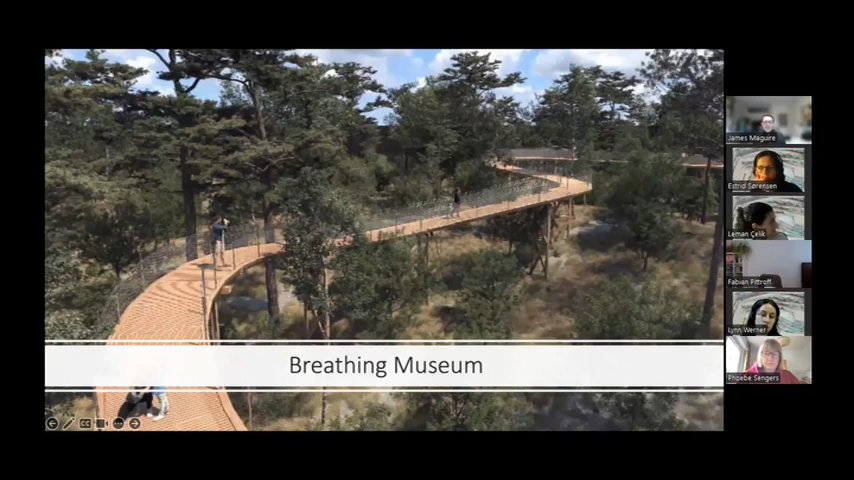 Breathing Museum
James Maguire
Estrid Sørensen
Leman Çelik
Fabian Pittroff
Lynn Werner
Phoebe Sengers